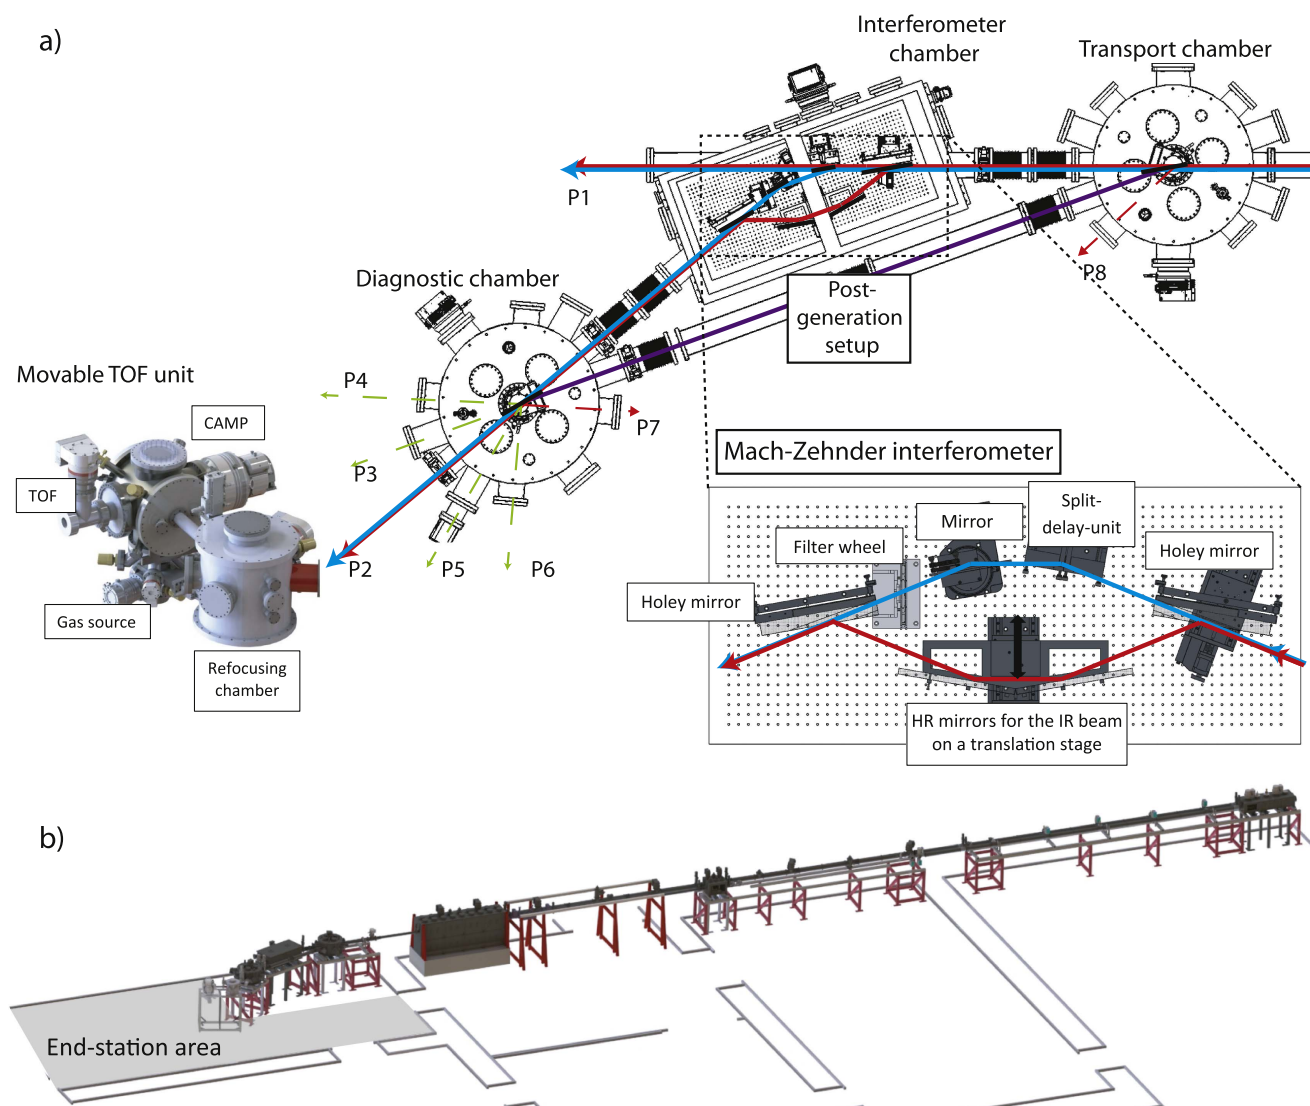 a)
Interferometer
chamber
Transport chamber
P1
P8
Diagnostic chamber
Post-
generation
setup
Movable TOF unit
P4
CAMP
P7
Mach-Zehnder interferometer
P3
TOF
Split-
delay-unit
Mirror
Filter wheel
Holey mirror
P2
P5
P6
Holey mirror
Gas source
Refocusing
chamber
HR mirrors for the IR beam
on a translation stage
b)
End-station area